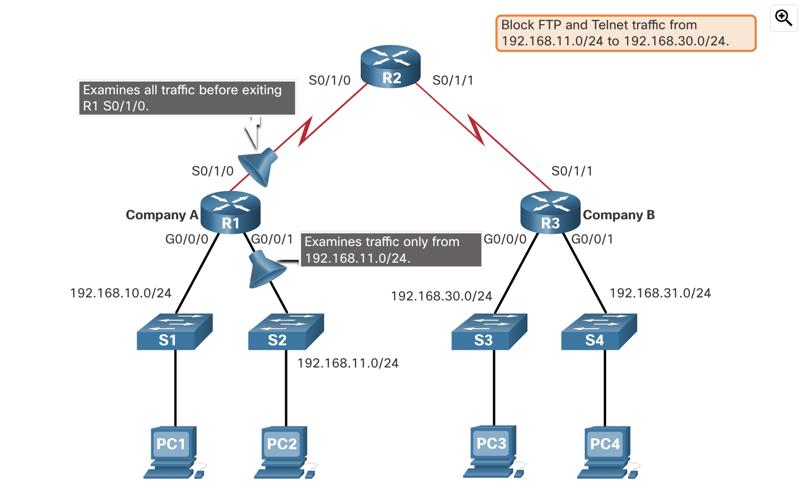 Block FTP and Telnet traffic from
192.168.11.0/24 to 192.168.30.0/24.
R2
S0/1/0
S0/1/1
Examines all traffic before exiting
R1 S0/1/0.
S0/1/0
S0/1/1
Company A
R1
R3
Company B
G0/0/0
G0/0/1
Examines traffic only from
192.168.11.0/24.
G0/0/0
G0/0/1
192.168.10.0/24
192.168.30.0/24
192.168.31.0/24
S1
S2
S3
S4
192.168.11.0/24
PC1
PC2
PC3
PC4